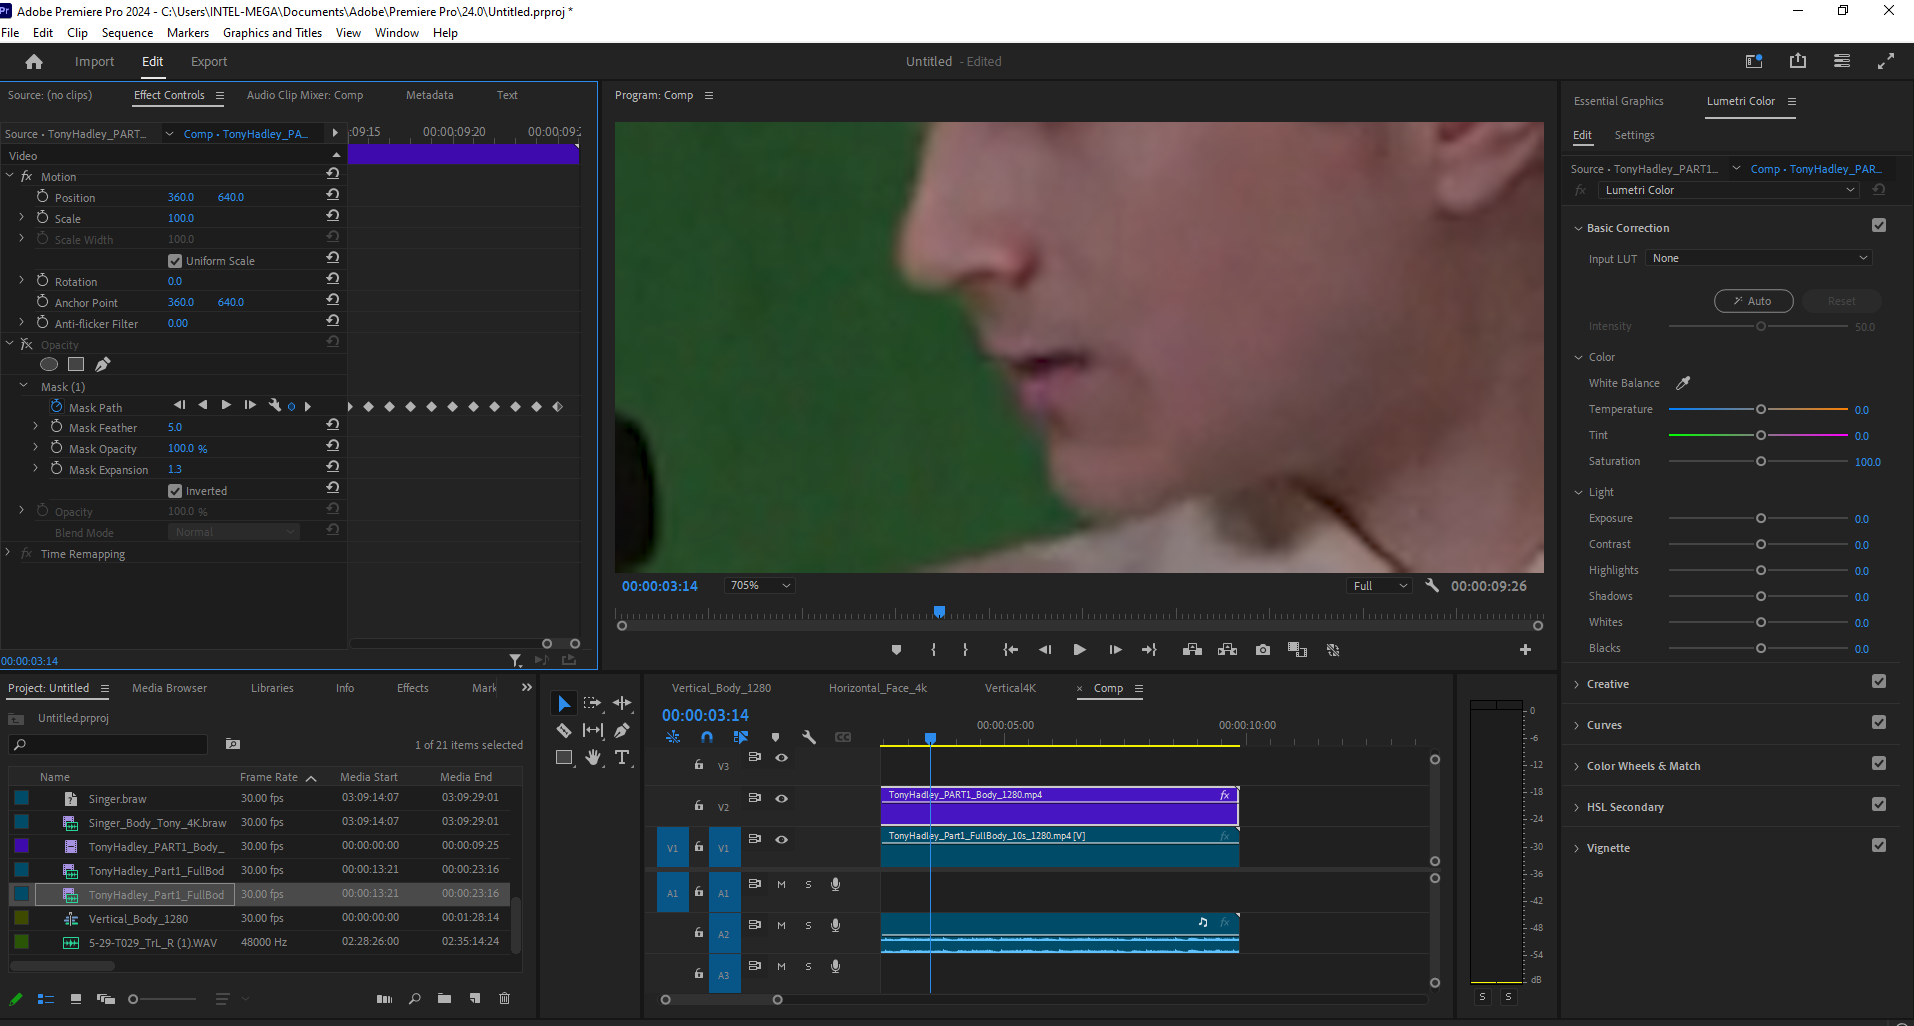 Pr Adobe Premiere Pro 2024 - C:\Users\INTEL-MEGA\Documents\Adobe\Premiere Pro\24.0\Untitled.prproj *
File Edit Clip Sequence Markers Graphics and Titles View Window Help
Import Edit Export
Untitled - Edited
Source: (no clips) Effect Controls Audio Clip Mixer: Comp Metadata Text
Source • TonyHadley_PART... Comp • TonyHadley_PA...
:09:15 00:00:09:20 00:00:09:2
Video
fx Motion
Position 360.0 640.0
Scale 100.0
Scale Width 100.0
Uniform Scale
Rotation 0.0
Anchor Point 360.0 640.0
Anti-flicker Filter 0.00
fx Opacity
Mask (1)
Mask Path
Mask Feather 5.0
Mask Opacity 100.0 %
Mask Expansion 1.3
Inverted
Opacity 100.0 %
Blend Mode Normal
fx Time Remapping
00:00:03:14
Program: Comp
00:00:03:14 705% Full 00:00:09:26
Essential Graphics Lumetri Color
Edit Settings
Source • TonyHadley_PART1... Comp • TonyHadley_PAR...
fx Lumetri Color
Basic Correction
Input LUT None
Auto Reset
Intensity 50.0
Color
White Balance
Temperature 0.0
Tint 0.0
Saturation 100.0
Light
Exposure 0.0
Contrast 0.0
Highlights 0.0
Shadows 0.0
Whites 0.0
Blacks 0.0
Creative
Curves
Color Wheels & Match
HSL Secondary
Vignette
Project: Untitled Media Browser Libraries Info Effects Mark
Untitled.prproj
1 of 21 items selected
Name Frame Rate Media Start Media End
Singer.braw 30.00 fps 03:09:14:07 03:09:29:01
Singer_Body_Tony_4K.braw 30.00 fps 03:09:14:07 03:09:29:01
TonyHadley_PART1_Body_ 30.00 fps 00:00:00:00 00:00:09:25
TonyHadley_Part1_FullBod 30.00 fps 00:00:13:21 00:00:23:16
TonyHadley_Part1_FullBod 30.00 fps 00:00:13:21 00:00:23:16
Vertical_Body_1280 30.00 fps 00:00:00:00 00:01:28:14
5-29-T029_TrL_R (1).WAV 48000 Hz 02:28:26:00 02:35:14:24
T
Vertical_Body_1280 Horizontal_Face_4k Vertical4K × Comp
00:00:03:14
CC
00:00:05:00 00:00:10:00
V3
V2
TonyHadley_PART1_Body_1280.mp4 fx
V1 V1
TonyHadley_Part1_FullBody_10s_1280.mp4 [V] fx
A1 A1 M S
A2 M S
fx
A3 M S
0
-6
-12
-18
-24
-30
-36
-42
-48
-54
dB
S S